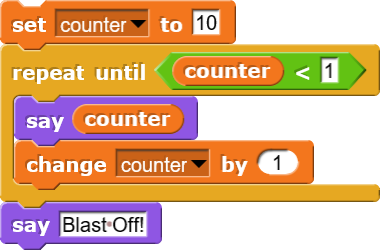 set counter to 10
repeat until counter < 1
say counter
change counter by 1
say Blast Off!